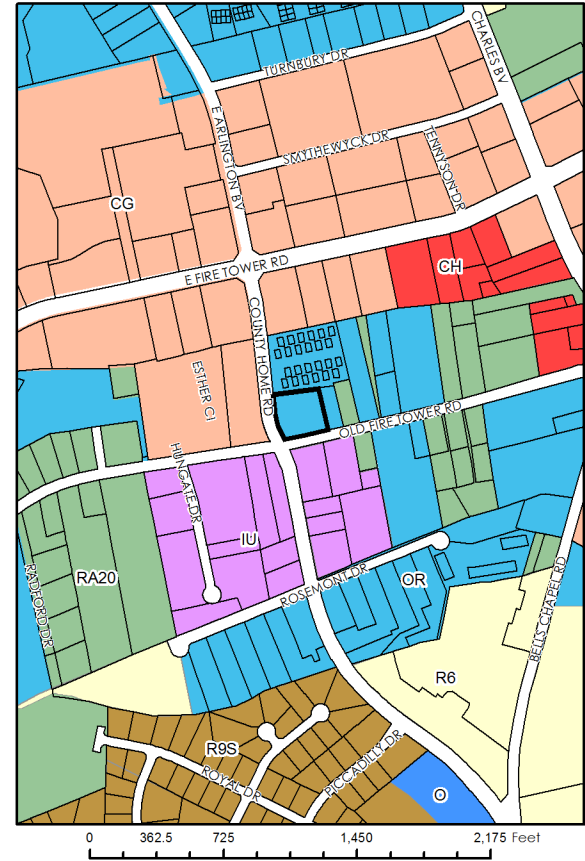 TURNBURY DR
CHARLES BV
E ARLINGTON BV
SMYTHEWYCK DR
TENNYSON DR
CG
E FIRE TOWER RD
CH
COUNTY HOME RD
ESTHER CI
OLD FIRE TOWER RD
HUNGATE DR
IU
RA20
RADFORD DR
ROSEMONT DR
OR
BELLS CHAPEL RD
R6
R9S
ROYAL DR
PICCADILLY DR
O
0 362.5 725 1,450 2,175 Feet